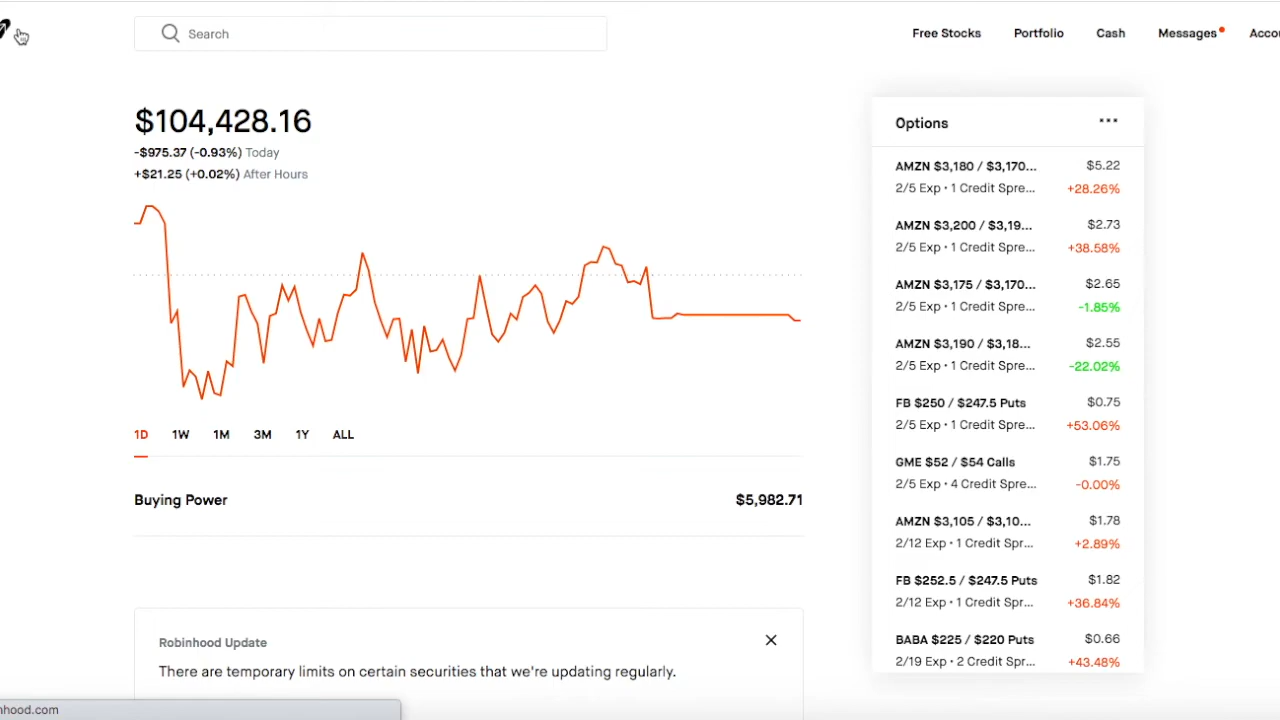 Search
Free Stocks
Portfolio
Cash
Messages
Acco
$104,428.16
-$975.37 (-0.93%) Today
+$21.25 (+0.02%) After Hours
1D
1W
1M
3M
1Y
ALL
Buying Power
$5,982.71
Robinhood Update
There are temporary limits on certain securities that we're updating regularly.
Options
AMZN $3,180 / $3,170... $5.22
2/5 Exp • 1 Credit Spre... +28.26%
AMZN $3,200 / $3,19... $2.73
2/5 Exp • 1 Credit Spre... +38.58%
AMZN $3,175 / $3,170... $2.65
2/5 Exp • 1 Credit Spre... -1.85%
AMZN $3,190 / $3,18... $2.55
2/5 Exp • 1 Credit Spre... -22.02%
FB $250 / $247.5 Puts $0.75
2/5 Exp • 1 Credit Spre... +53.06%
GME $52 / $54 Calls $1.75
2/5 Exp • 4 Credit Spre... -0.00%
AMZN $3,105 / $3,10... $1.78
2/12 Exp • 1 Credit Spr... +2.89%
FB $252.5 / $247.5 Puts $1.82
2/12 Exp • 1 Credit Spr... +36.84%
BABA $225 / $220 Puts $0.66
2/19 Exp • 2 Credit Spr... +43.48%
nhood.com